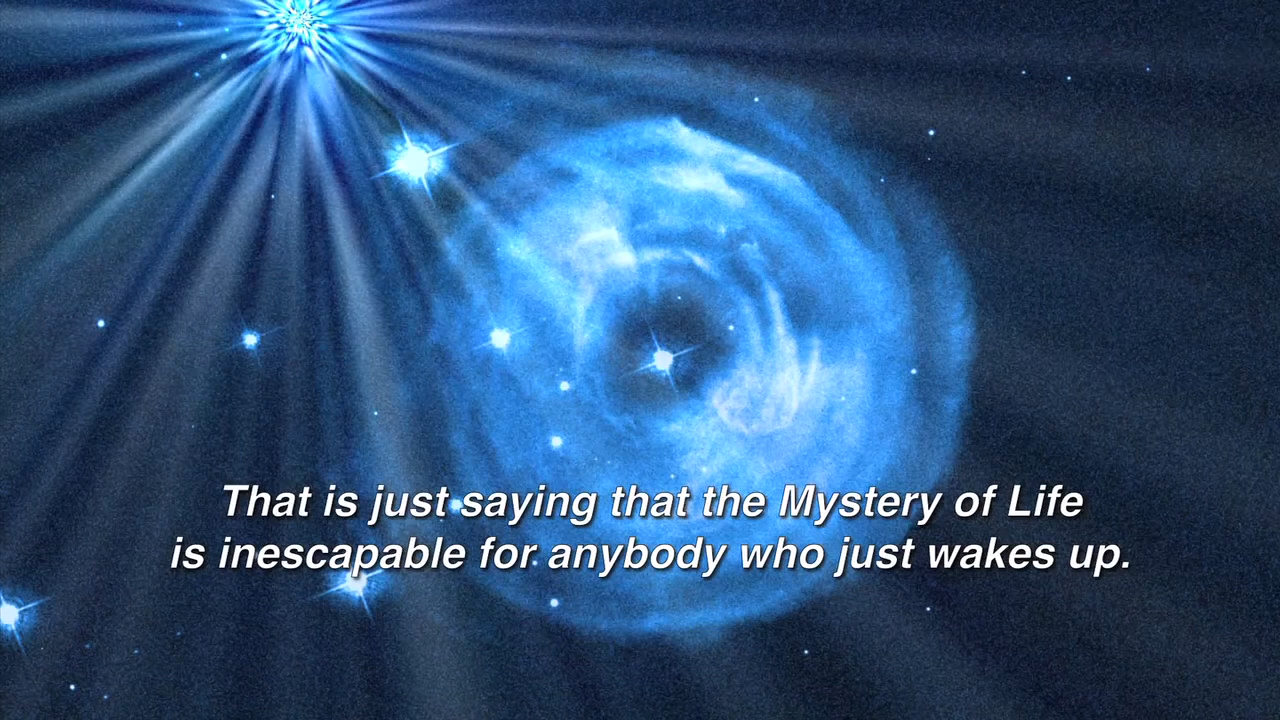 That is just saying that the Mystery of Life
is inescapable for anybody who just wakes up.